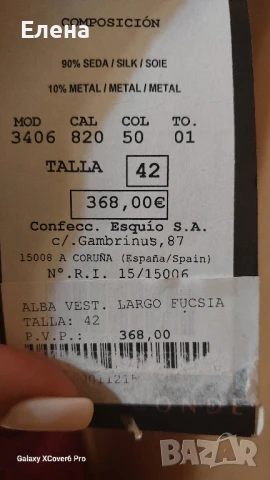 Елена
COMPOSICIÓN
90% SEDA / SILK / SOIE
10% METAL / METAL / METAL
MOD CAL COL TO.
3406 820 50 01
TALLA 42
368,00€
Confecc. Esquío S.A.
c/.Gambrinus,87
15008 A CORUÑA (España/Spain)
Nº.R.I. 15/15006
ALBA VEST. LARGO FUCSIA
TALLA: 42
P.V.P.: 368,00
Galaxy XCover6 Pro
BAZAR